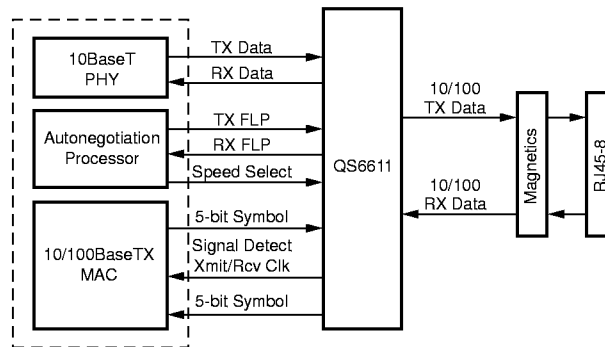 10BaseT
PHY
TX Data
RX Data
Autonegotiation
Processor
TX FLP
RX FLP
Speed Select
10/100BaseTX
MAC
5-bit Symbol
Signal Detect
Xmit/Rcv Clk
5-bit Symbol
QS6611
10/100
TX Data
10/100
RX Data
Magnetics
RJ45-8